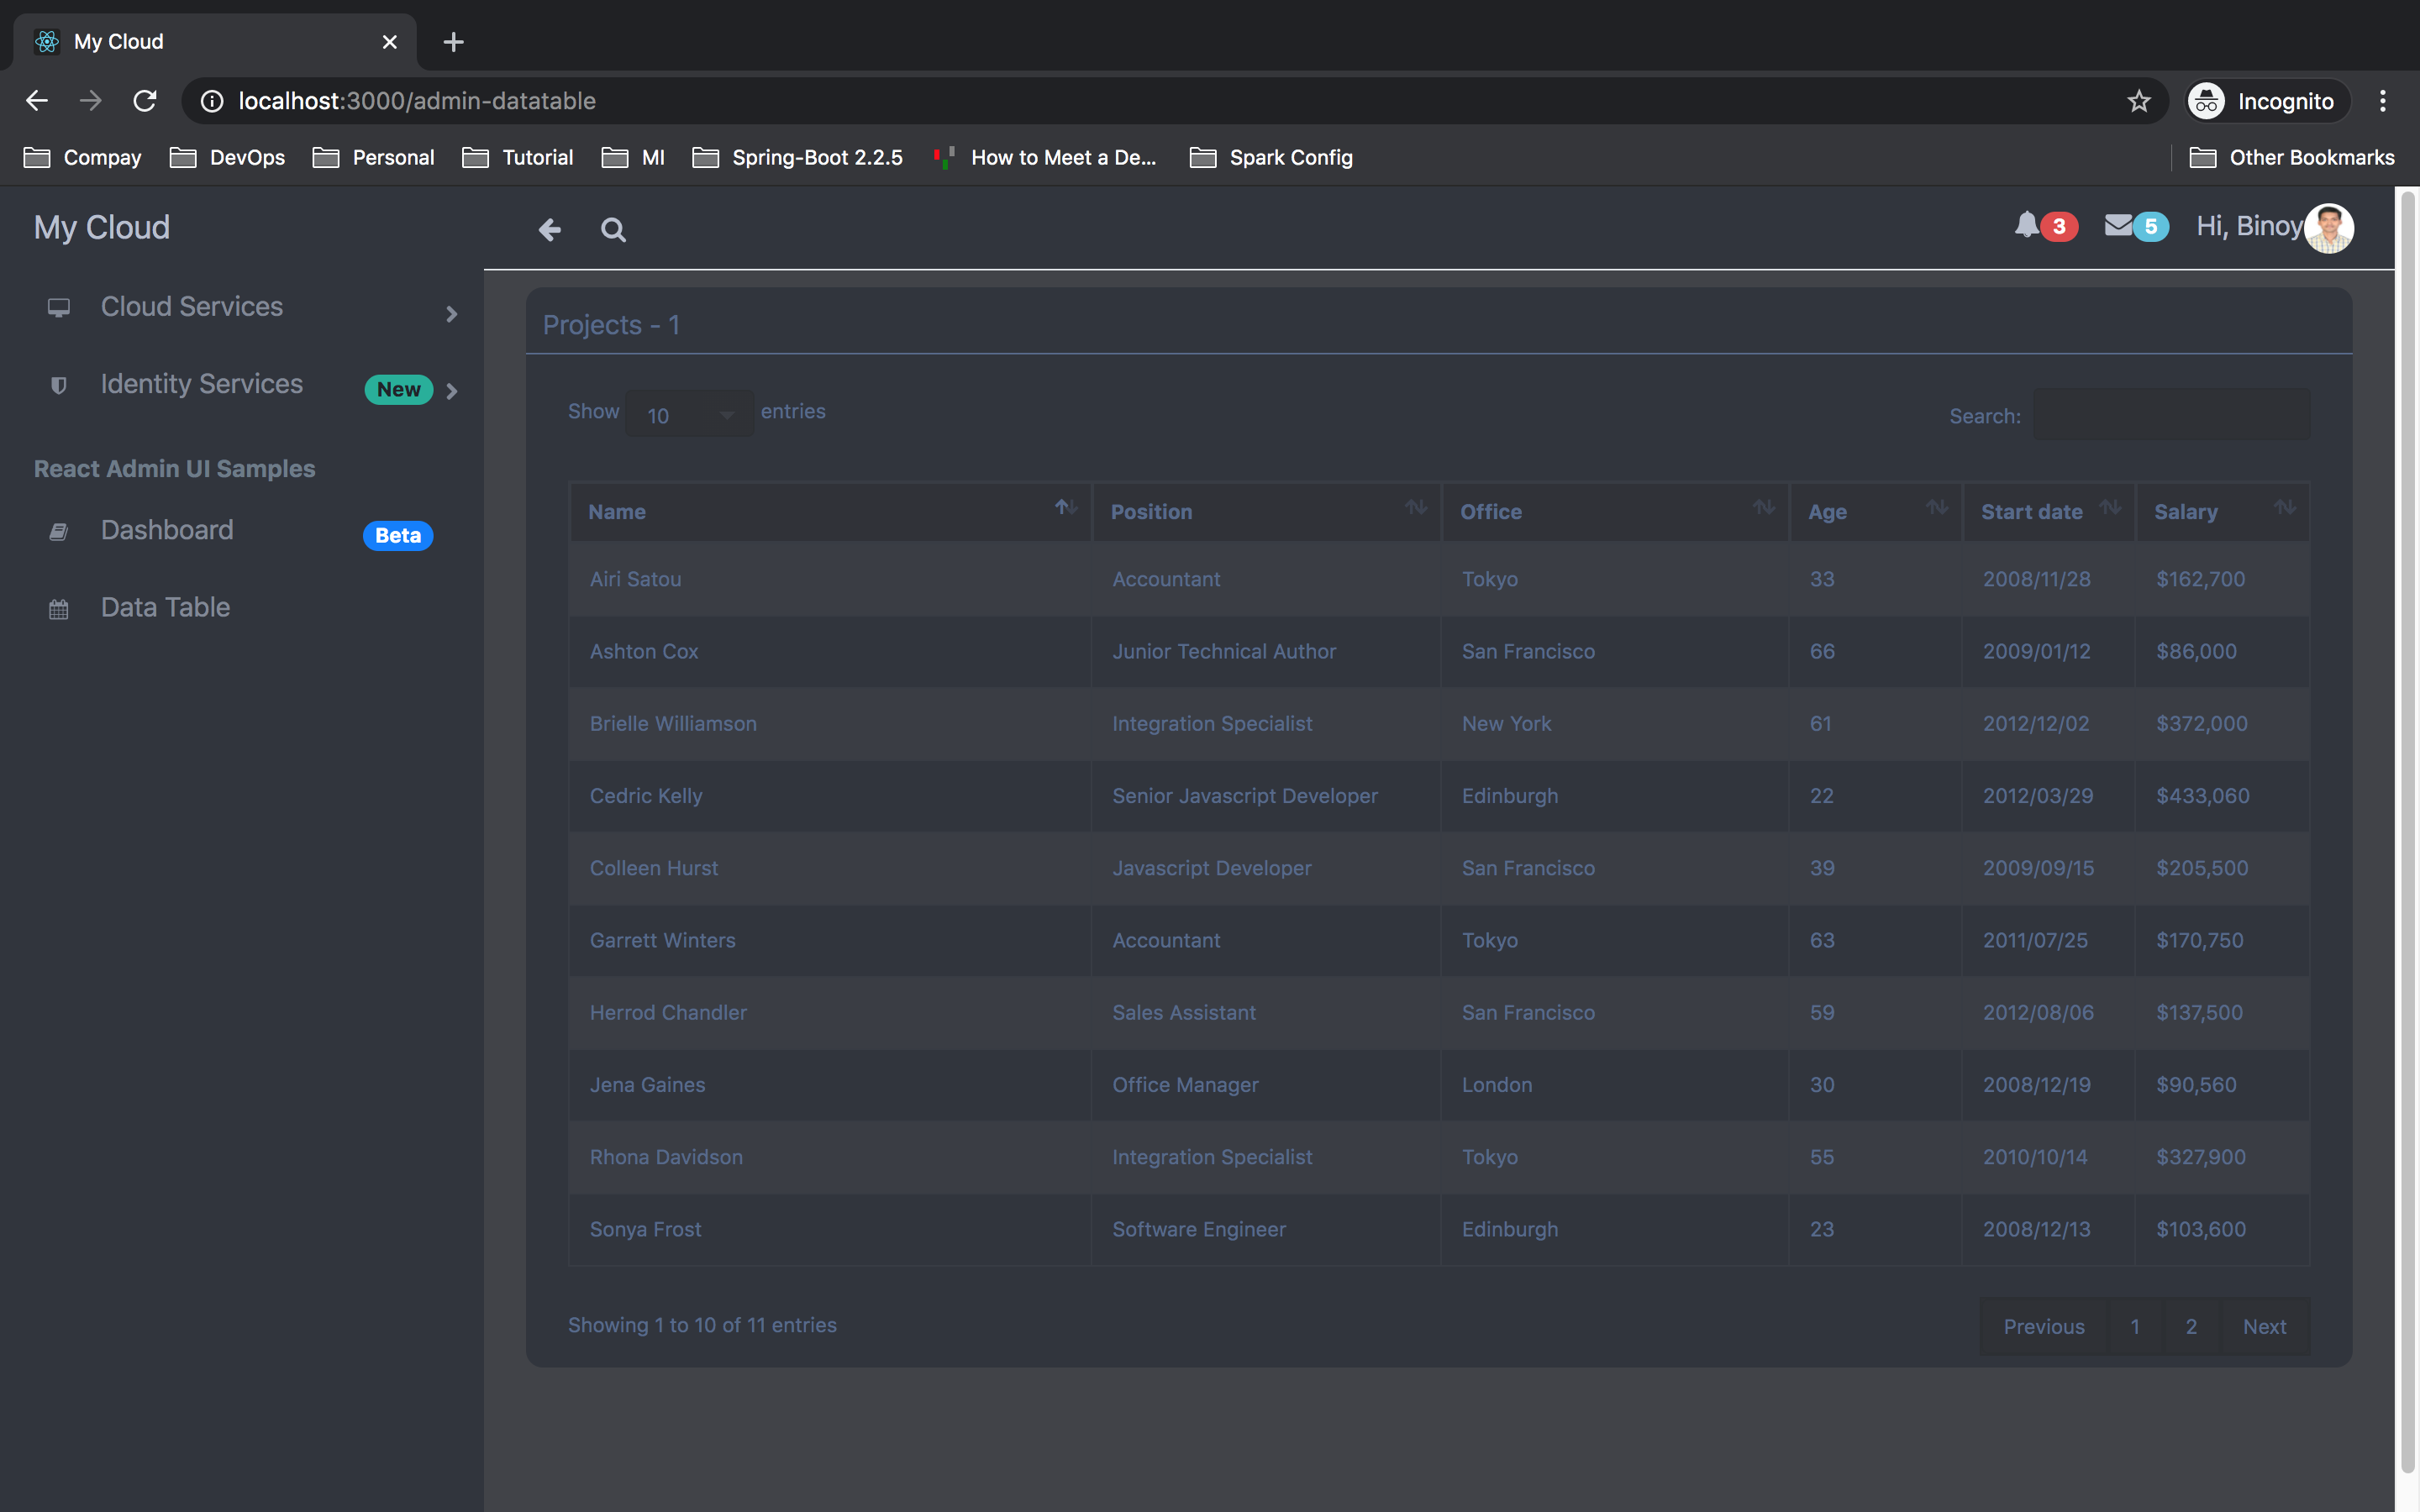 My Cloud
localhost:3000/admin-datatable
Incognito
Compay DevOps Personal Tutorial MI Spring-Boot 2.2.5 How to Meet a De... Spark Config Other Bookmarks
My Cloud
3 5 Hi, Binoy
Cloud Services
Identity Services New
React Admin UI Samples
Dashboard Beta
Data Table
Projects - 1
Show 10 entries Search:
Name Position Office Age Start date Salary
Airi Satou Accountant Tokyo 33 2008/11/28 $162,700
Ashton Cox Junior Technical Author San Francisco 66 2009/01/12 $86,000
Brielle Williamson Integration Specialist New York 61 2012/12/02 $372,000
Cedric Kelly Senior Javascript Developer Edinburgh 22 2012/03/29 $433,060
Colleen Hurst Javascript Developer San Francisco 39 2009/09/15 $205,500
Garrett Winters Accountant Tokyo 63 2011/07/25 $170,750
Herrod Chandler Sales Assistant San Francisco 59 2012/08/06 $137,500
Jena Gaines Office Manager London 30 2008/12/19 $90,560
Rhona Davidson Integration Specialist Tokyo 55 2010/10/14 $327,900
Sonya Frost Software Engineer Edinburgh 23 2008/12/13 $103,600
Showing 1 to 10 of 11 entries Previous 1 2 Next